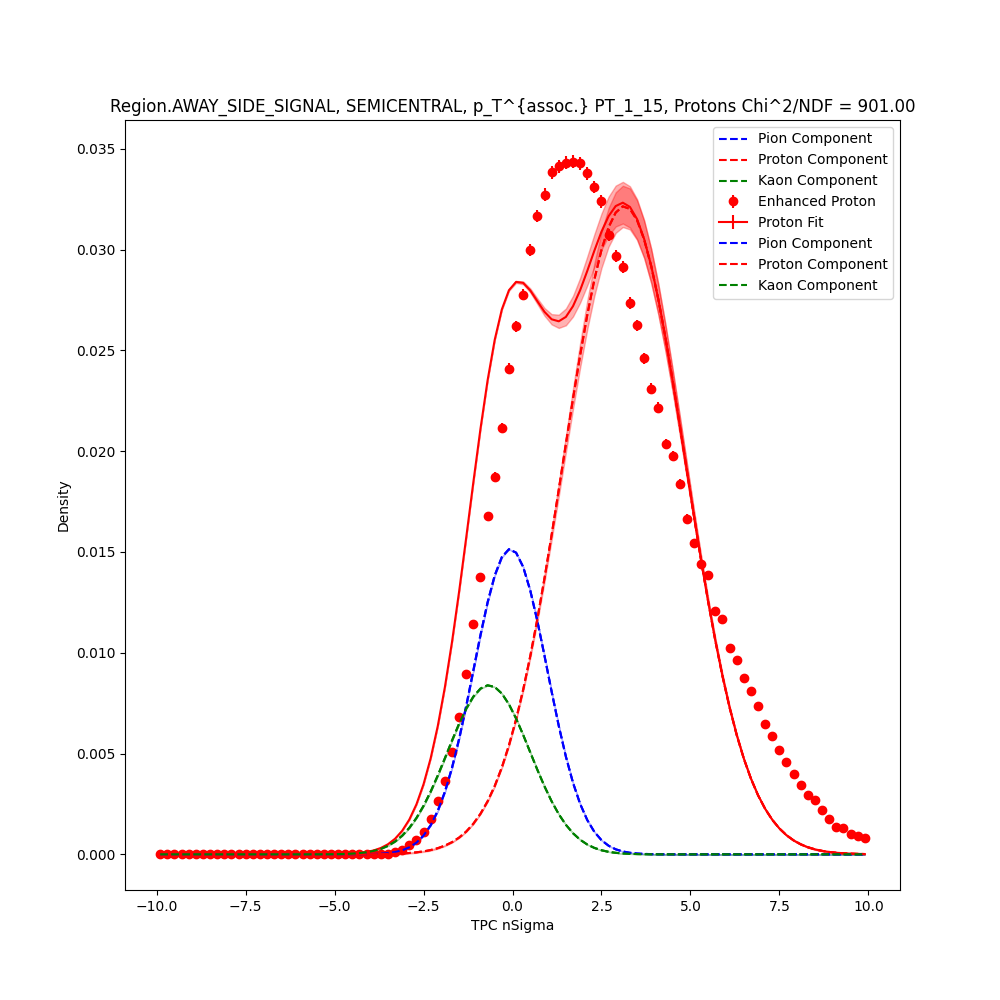 Region.AWAY_SIDE_SIGNAL, SEMICENTRAL, p_T^{assoc.} PT_1_15, Protons Chi^2/NDF = 901.00
Pion Component
Proton Component
Kaon Component
Enhanced Proton
Proton Fit
Pion Component
Proton Component
Kaon Component
0.035
0.030
0.025
0.020
0.015
0.010
0.005
0.000
Density
−10.0 −7.5 −5.0 −2.5 0.0 2.5 5.0 7.5 10.0
TPC nSigma